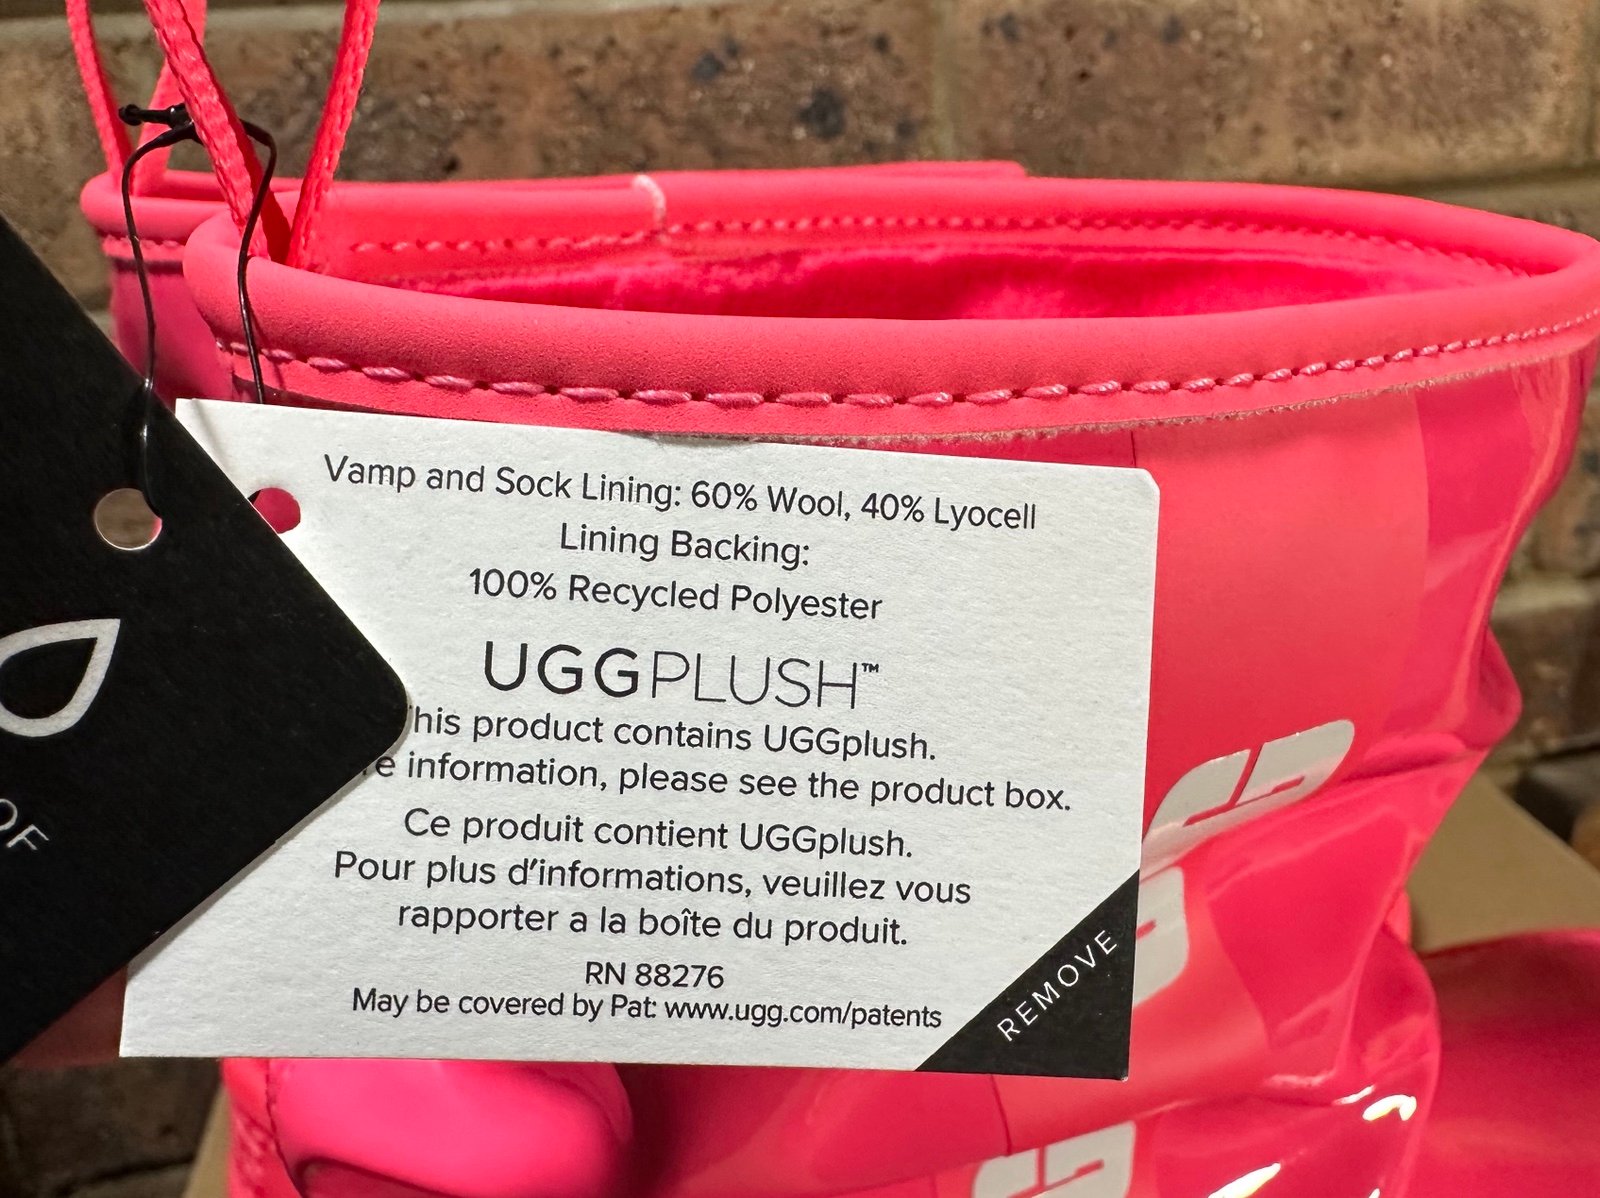 Vamp and Sock Lining: 60% Wool, 40% Lyocell
Lining Backing:
100% Recycled Polyester
UGGPLUSH™
his product contains UGGplush.
e information, please see the product box.
Ce produit contient UGGplush.
Pour plus d'informations, veuillez vous
rapporter a la boîte du produit.
RN 88276
May be covered by Pat: www.ugg.com/patents
REMOVE
OF